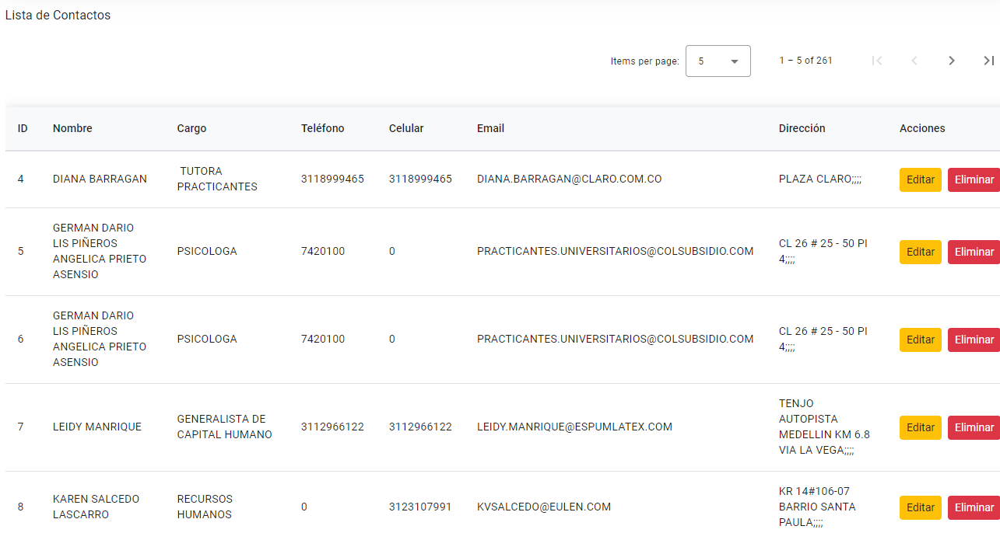 Lista de Contactos
Items per page: 5 1 – 5 of 261
ID Nombre Cargo Teléfono Celular Email Dirección Acciones
4 DIANA BARRAGAN TUTORA PRACTICANTES 3118999465 3118999465 DIANA.BARRAGAN@CLARO.COM.CO PLAZA CLARO;;;; Editar Eliminar
5 GERMAN DARIO LIS PIÑEROS ANGELICA PRIETO ASENSIO PSICOLOGA 7420100 0 PRACTICANTES.UNIVERSITARIOS@COLSUBSIDIO.COM CL 26 # 25 - 50 PI 4;;;; Editar Eliminar
6 GERMAN DARIO LIS PIÑEROS ANGELICA PRIETO ASENSIO PSICOLOGA 7420100 0 PRACTICANTES.UNIVERSITARIOS@COLSUBSIDIO.COM CL 26 # 25 - 50 PI 4;;;; Editar Eliminar
7 LEIDY MANRIQUE GENERALISTA DE CAPITAL HUMANO 3112966122 3112966122 LEIDY.MANRIQUE@ESPUMLATEX.COM TENJO AUTOPISTA MEDELLIN KM 6.8 VIA LA VEGA;;;; Editar Eliminar
8 KAREN SALCEDO LASCARRO RECURSOS HUMANOS 0 3123107991 KVSALCEDO@EULEN.COM KR 14#106-07 BARRIO SANTA PAULA;;;; Editar Eliminar